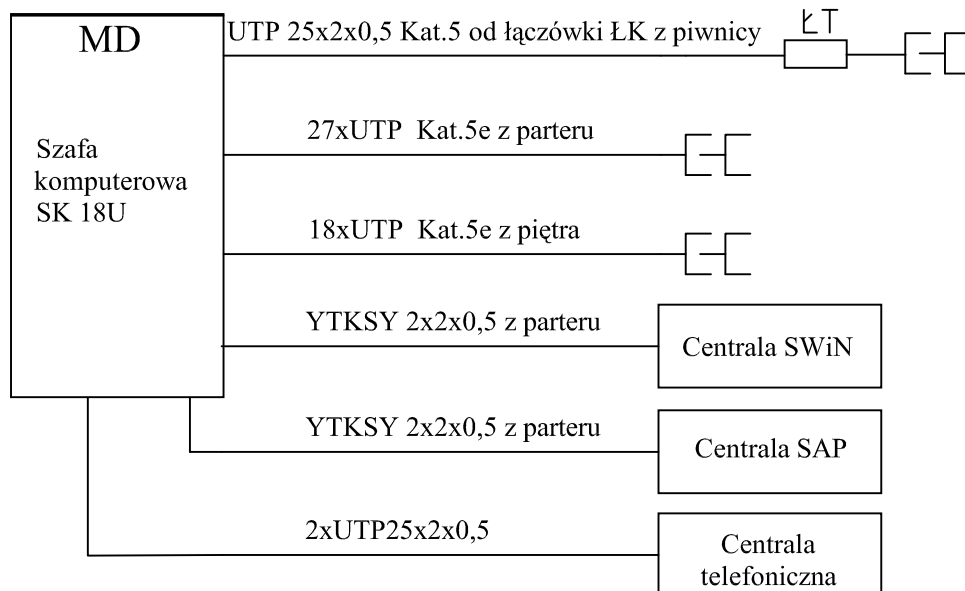 MD
Szafa
komputerowa
SK 18U
UTP 25x2x0,5 Kat.5 od łączówki ŁK z piwnicy
ŁT
27xUTP Kat.5e z parteru
18xUTP Kat.5e z piętra
YTKSY 2x2x0,5 z parteru
Centrala SWiN
YTKSY 2x2x0,5 z parteru
Centrala SAP
2xUTP25x2x0,5
Centrala
telefoniczna